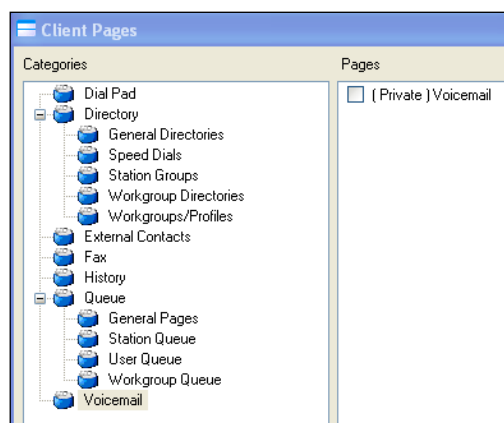 Client Pages
Categories
Pages
Dial Pad
Directory
General Directories
Speed Dials
Station Groups
Workgroup Directories
Workgroups/Profiles
External Contacts
Fax
History
Queue
General Pages
Station Queue
User Queue
Workgroup Queue
Voicemail
( Private ) Voicemail